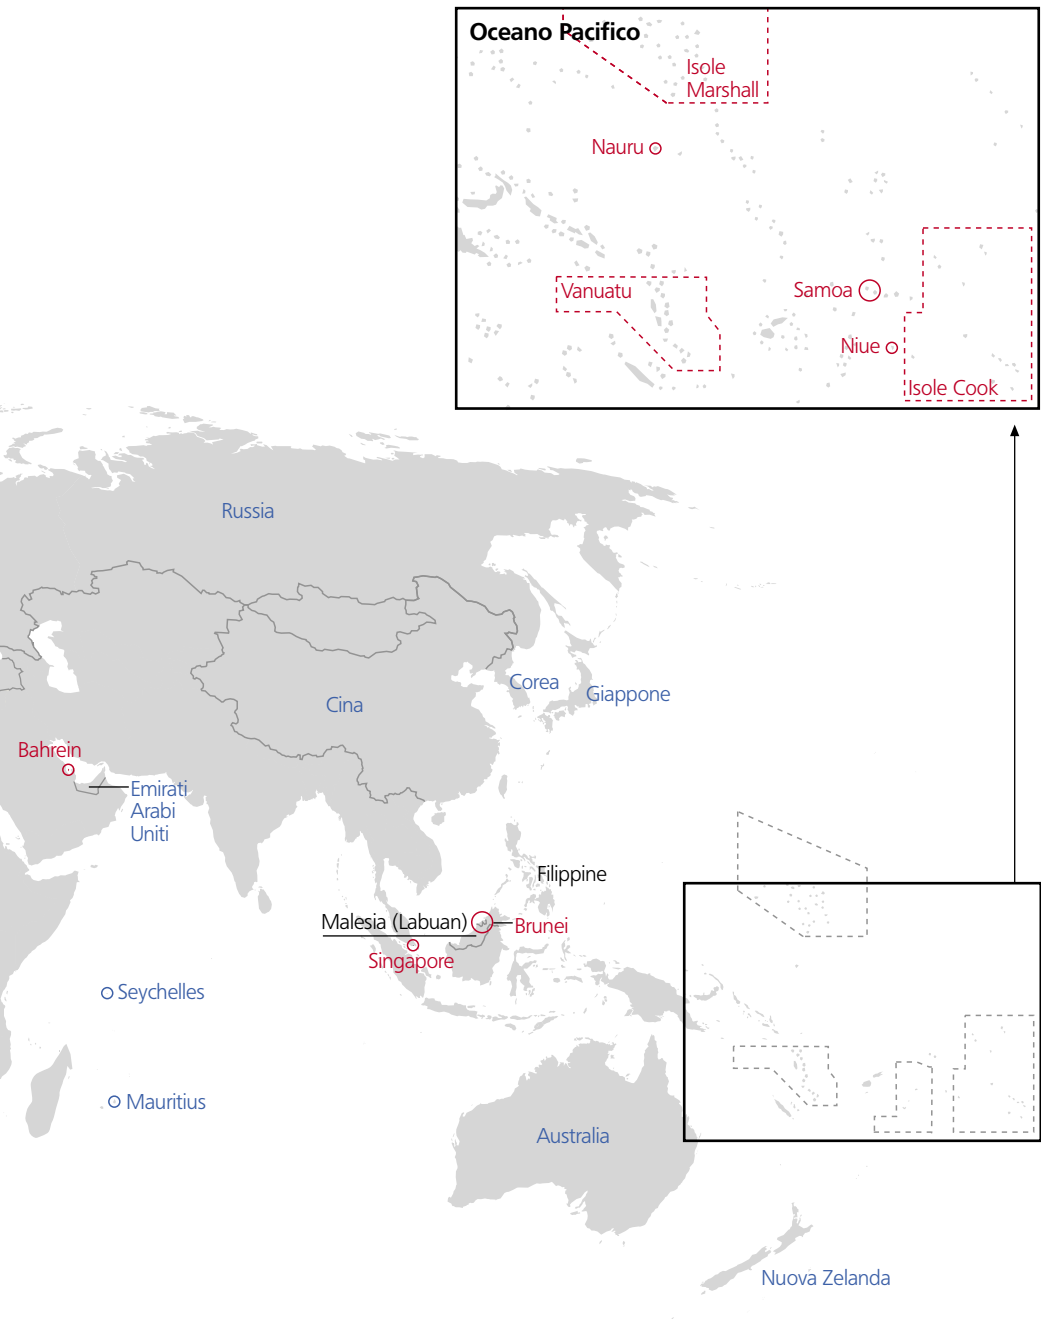 Oceano Pacifico
Isole
Marshall
Nauru
Vanuatu
Samoa
Niue
Isole Cook
Russia
Corea
Giappone
Cina
Bahrein
Emirati
Arabi
Uniti
Filippine
Malesia (Labuan)
Brunei
Singapore
Seychelles
Mauritius
Australia
Nuova Zelanda